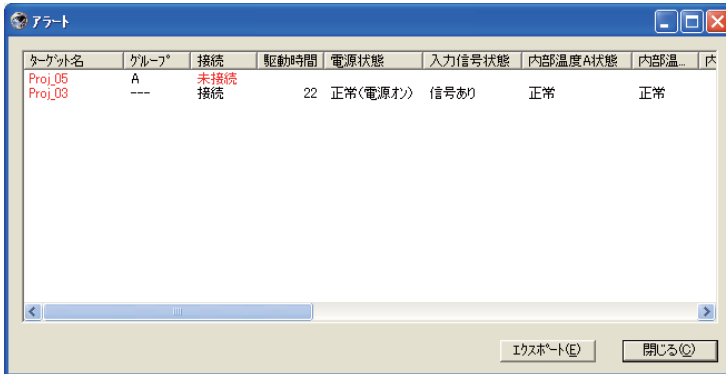 アラート
ターゲット名 グループ 接続 駆動時間 電源状態 入力信号状態 内部温度A状態 内部温... 内
Proj_05 A 未接続
Proj_03 --- 接続 22 正常(電源オン) 信号あり 正常 正常
エクスポート(E) 閉じる(C)